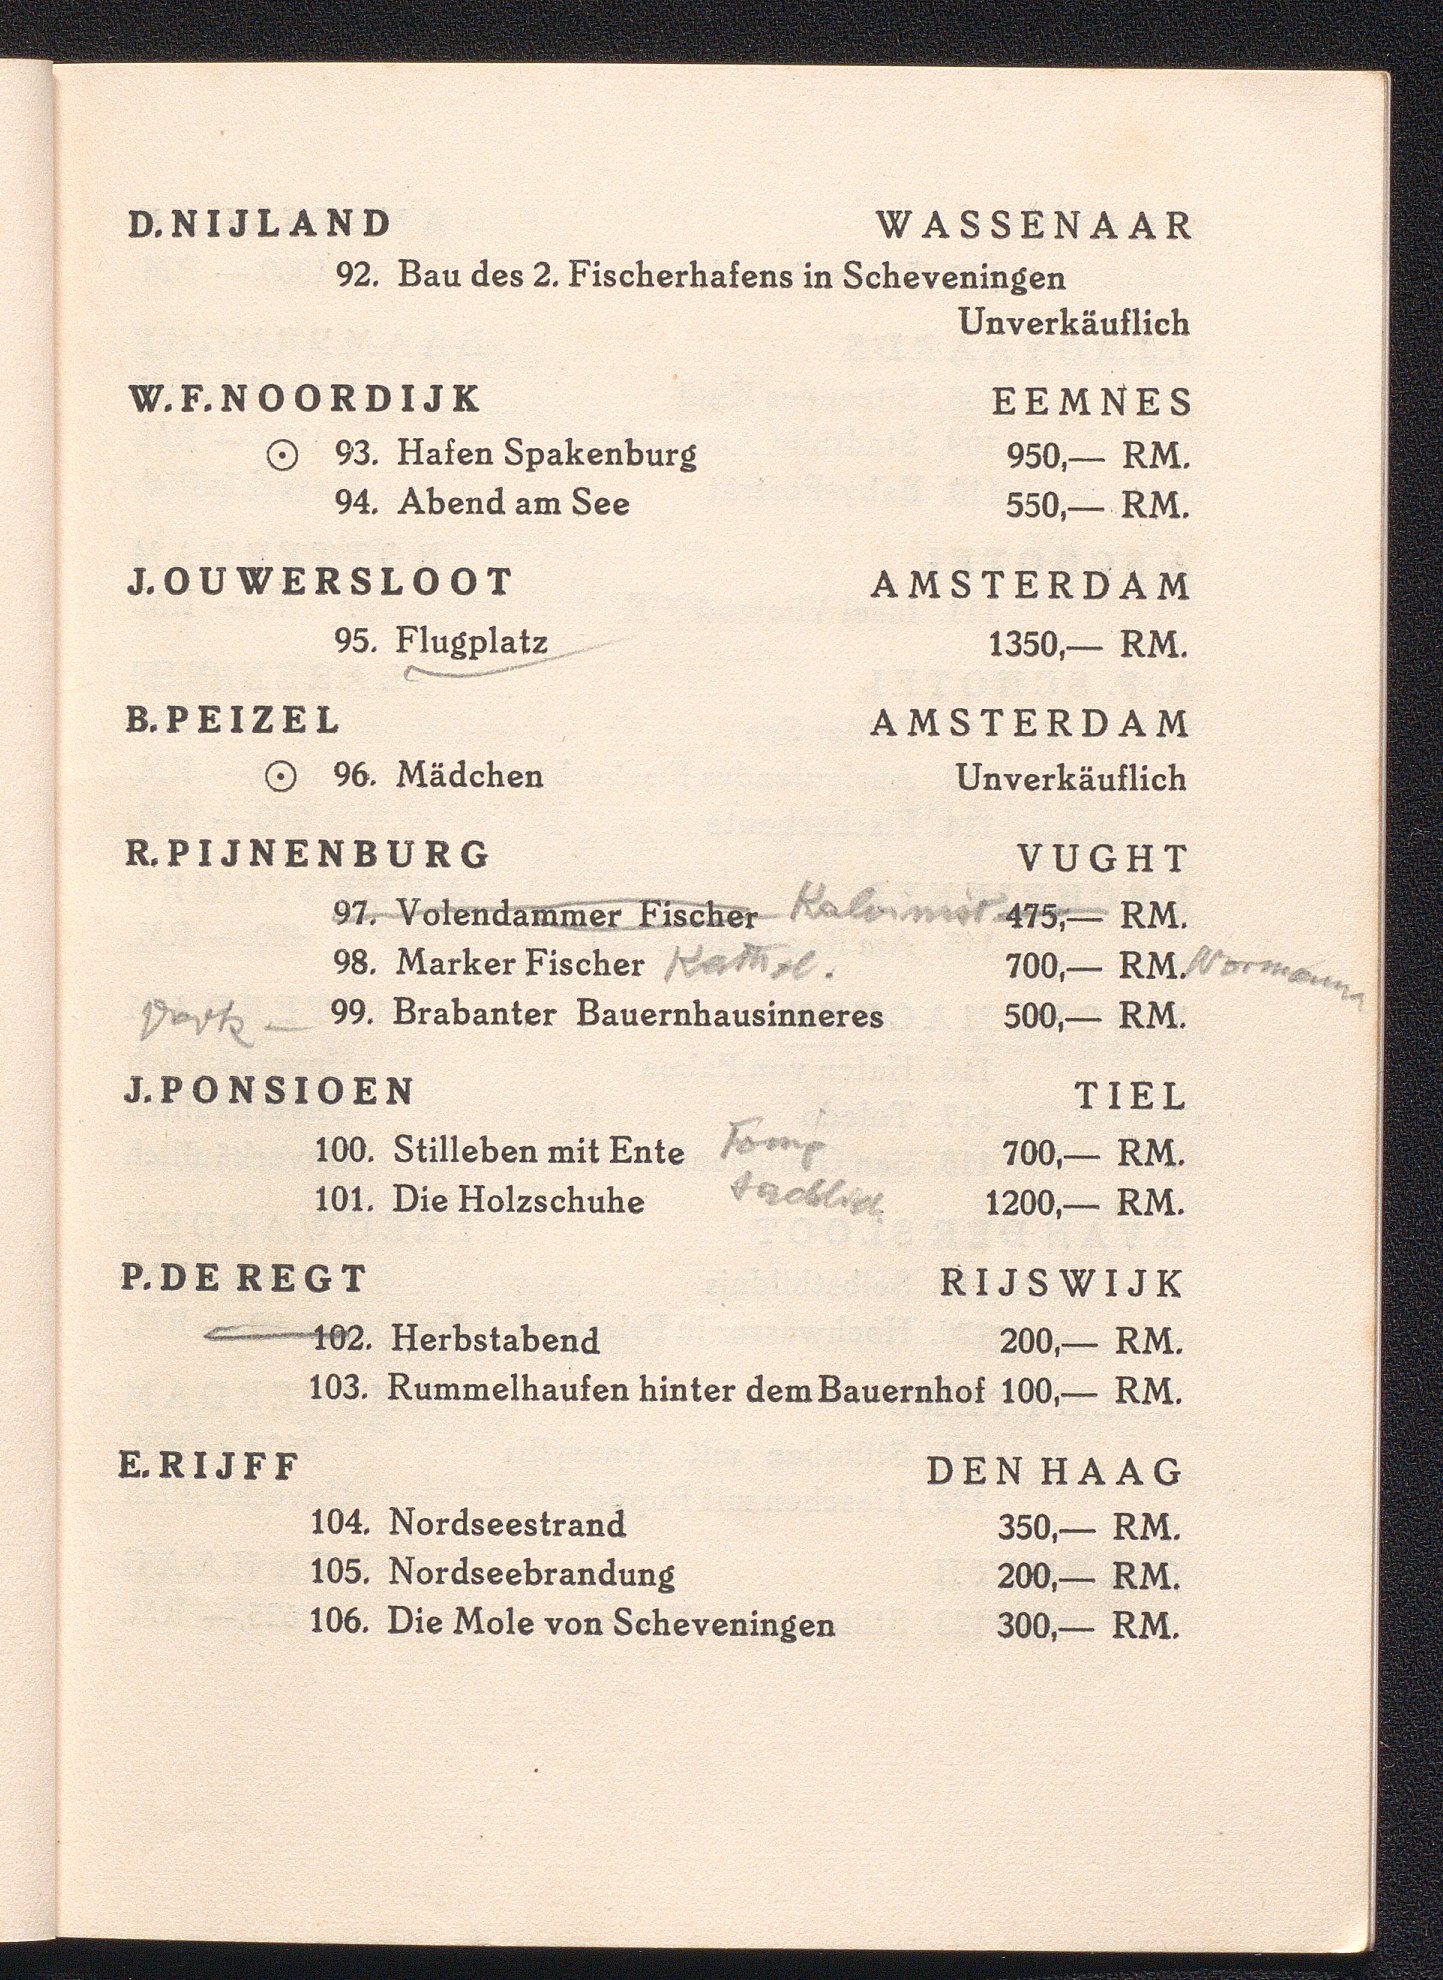 D. NIJLAND WASSENAAR
92. Bau des 2. Fischerhafens in Scheveningen
Unverkäuflich
W. F. NOORDIJK EEMNES
⊙ 93. Hafen Spakenburg 950,— RM.
94. Abend am See 550,— RM.
J. OUWERSLOOT AMSTERDAM
95. Flugplatz 1350,— RM.
B. PEIZEL AMSTERDAM
⊙ 96. Mädchen Unverkäuflich
R. PIJNENBURG VUGHT
97. Volendammer Fischer Kalvinist 475,— RM.
98. Marker Fischer Kathol. 700,— RM. Normann
99. Brabanter Bauernhausinneres 500,— RM.
J. PONSIOEN TIEL
100. Stilleben mit Ente 700,— RM.
101. Die Holzschuhe sachlich 1200,— RM.
P. DE REGT RIJSWIJK
102. Herbstabend 200,— RM.
103. Rummelhaufen hinter dem Bauernhof 100,— RM.
E. RIJFF DEN HAAG
104. Nordseestrand 350,— RM.
105. Nordseebrandung 200,— RM.
106. Die Mole von Scheveningen 300,— RM.